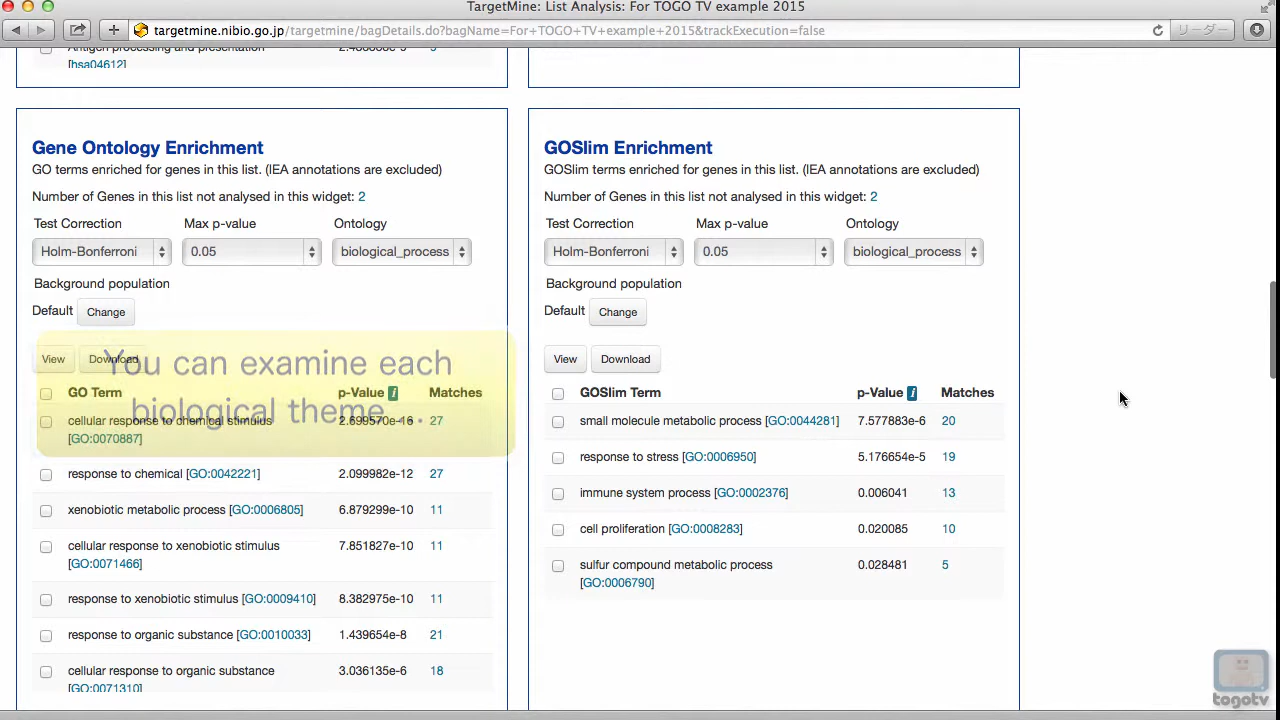 TargetMine: List Analysis: For TOGO TV example 2015
targetmine.nibio.go.jp/targetmine/bagDetails.do?bagName=For+TOGO+TV+example+2015&trackExecution=false
リーダー
Antigen processing and presentation
[hsa04612]
Gene Ontology Enrichment
GO terms enriched for genes in this list. (IEA annotations are excluded)
Number of Genes in this list not analysed in this widget: 2
Test Correction Max p-value Ontology
Holm-Bonferroni 0.05 biological_process
Background population
Default Change
View Download
You can examine each
biological theme...
GO Term p-Value i Matches
cellular response to chemical stimulus 2.699570e-16 27
[GO:0070887]
response to chemical [GO:0042221] 2.099982e-12 27
xenobiotic metabolic process [GO:0006805] 6.879299e-10 11
cellular response to xenobiotic stimulus 7.851827e-10 11
[GO:0071466]
response to xenobiotic stimulus [GO:0009410] 8.382975e-10 11
response to organic substance [GO:0010033] 1.439654e-8 21
cellular response to organic substance 3.036135e-6 18
[GO:0071310]
GOSlim Enrichment
GOSlim terms enriched for genes in this list. (IEA annotations are excluded)
Number of Genes in this list not analysed in this widget: 2
Test Correction Max p-value Ontology
Holm-Bonferroni 0.05 biological_process
Background population
Default Change
View Download
GOSlim Term p-Value i Matches
small molecule metabolic process [GO:0044281] 7.577883e-6 20
response to stress [GO:0006950] 5.176654e-5 19
immune system process [GO:0002376] 0.006041 13
cell proliferation [GO:0008283] 0.020085 10
sulfur compound metabolic process 0.028481 5
[GO:0006790]
togotv